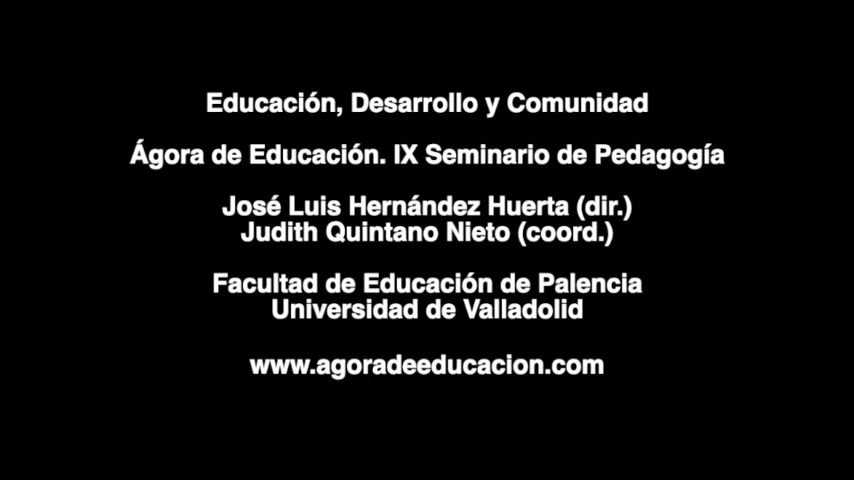 Educación, Desarrollo y Comunidad
Ágora de Educación. IX Seminario de Pedagogía
José Luis Hernández Huerta (dir.)
Judith Quintano Nieto (coord.)
Facultad de Educación de Palencia
Universidad de Valladolid
www.agoradeeducacion.com